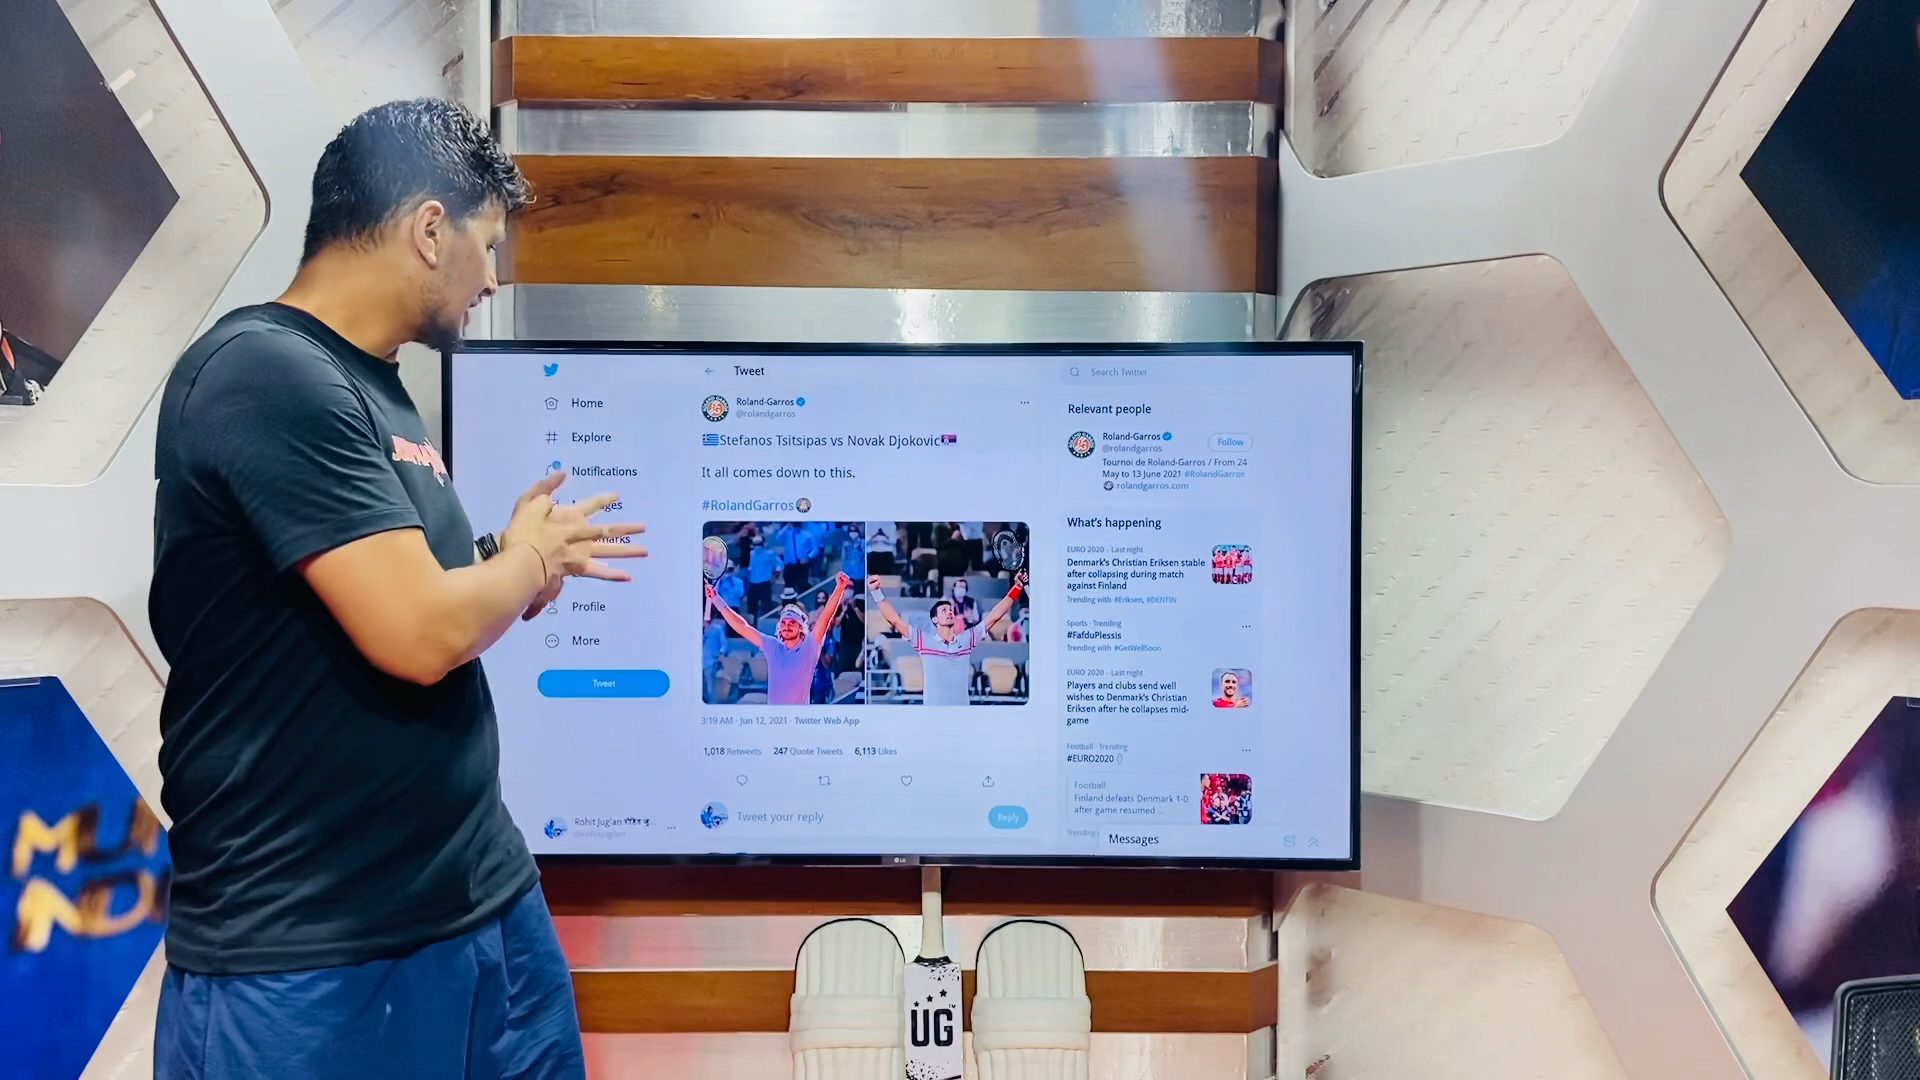 Home
Explore
Notifications
Profile
More
Tweet
Rohit Juglan
Tweet
Roland-Garros
@rolandgarros
Stefanos Tsitsipas vs Novak Djokovic
It all comes down to this.
#RolandGarros
3:19 AM · Jun 12, 2021 · Twitter Web App
1,018 Retweets 247 Quote Tweets 6,113 Likes
Tweet your reply
Reply
Search Twitter
Relevant people
Roland-Garros
@rolandgarros
Follow
Tournoi de Roland-Garros / From 24
May to 13 June 2021 #RolandGarros
rolandgarros.com
What's happening
EURO 2020 · Last night
Denmark's Christian Eriksen stable
after collapsing during match
against Finland
Trending with #Eriksen, #DENFIN
Sports · Trending
#FafduPlessis
Trending with #GetWellSoon
EURO 2020 · Last night
Players and clubs send well
wishes to Denmark's Christian
Eriksen after he collapses mid-
game
Football · Trending
#EURO2020
Football
Finland defeats Denmark 1-0
after game resumed ...
Trending
Messages
LG
UG
TM